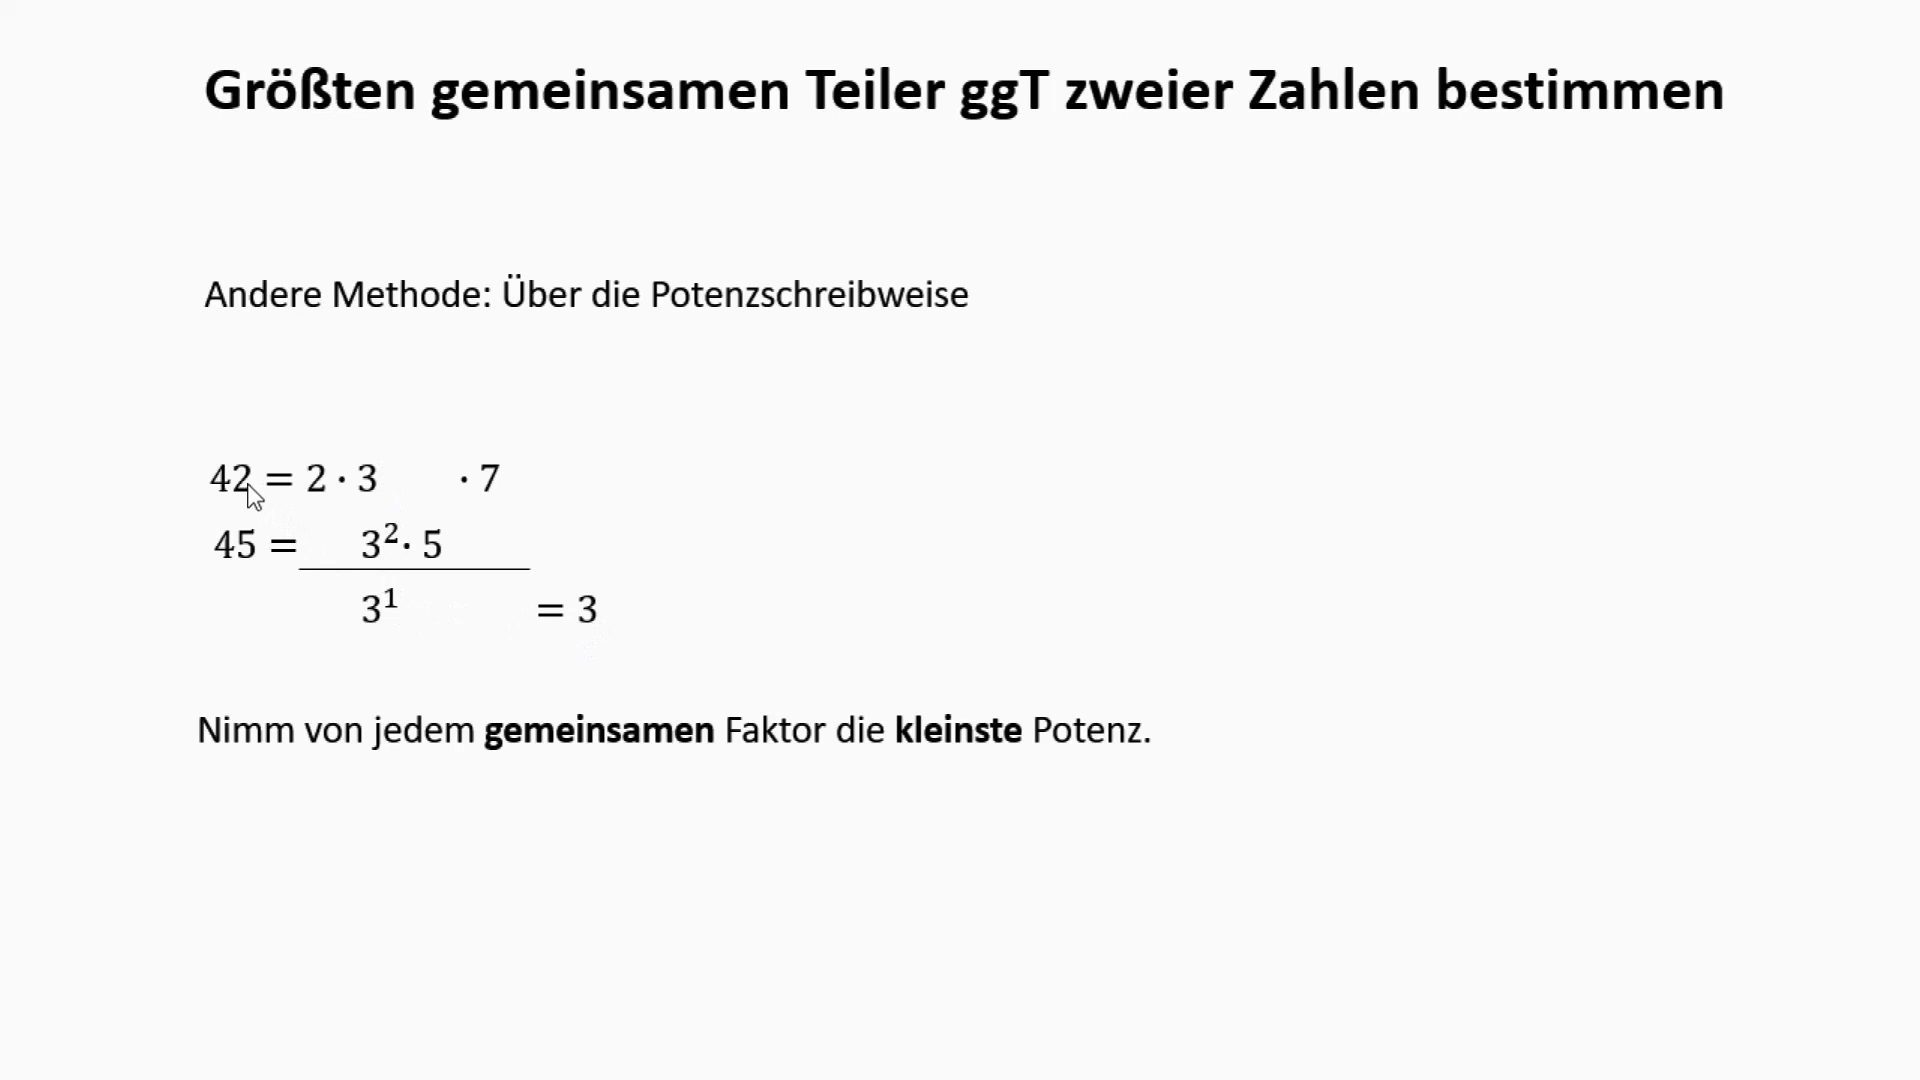 Größten gemeinsamen Teiler ggT zweier Zahlen bestimmen
Andere Methode: Über die Potenzschreibweise
42 = 2 · 3 · 7
45 = 3² · 5
3¹ = 3
Nimm von jedem gemeinsamen Faktor die kleinste Potenz.